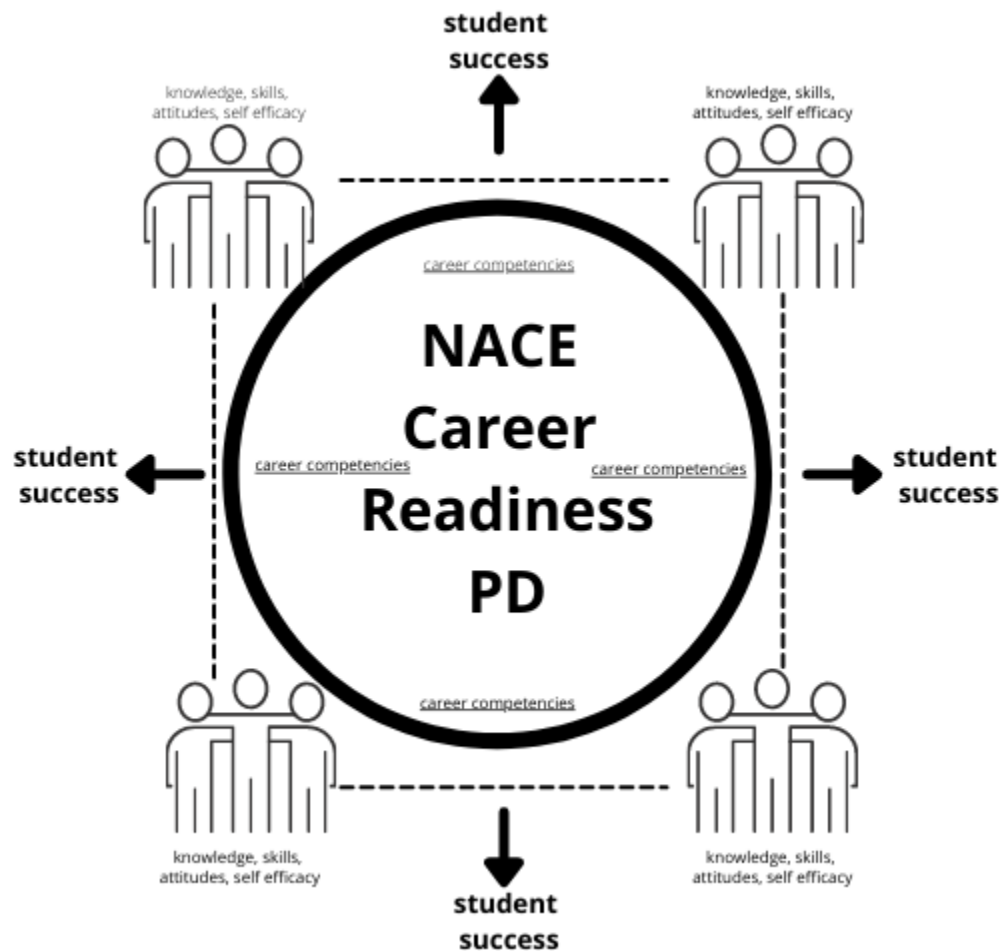 student
success
knowledge, skills,
attitudes, self efficacy
knowledge, skills,
attitudes, self efficacy
career competencies
NACE
Career
student
success
career competencies
career competencies
student
success
Readiness
PD
career competencies
knowledge, skills,
attitudes, self efficacy
knowledge, skills,
attitudes, self efficacy
student
success